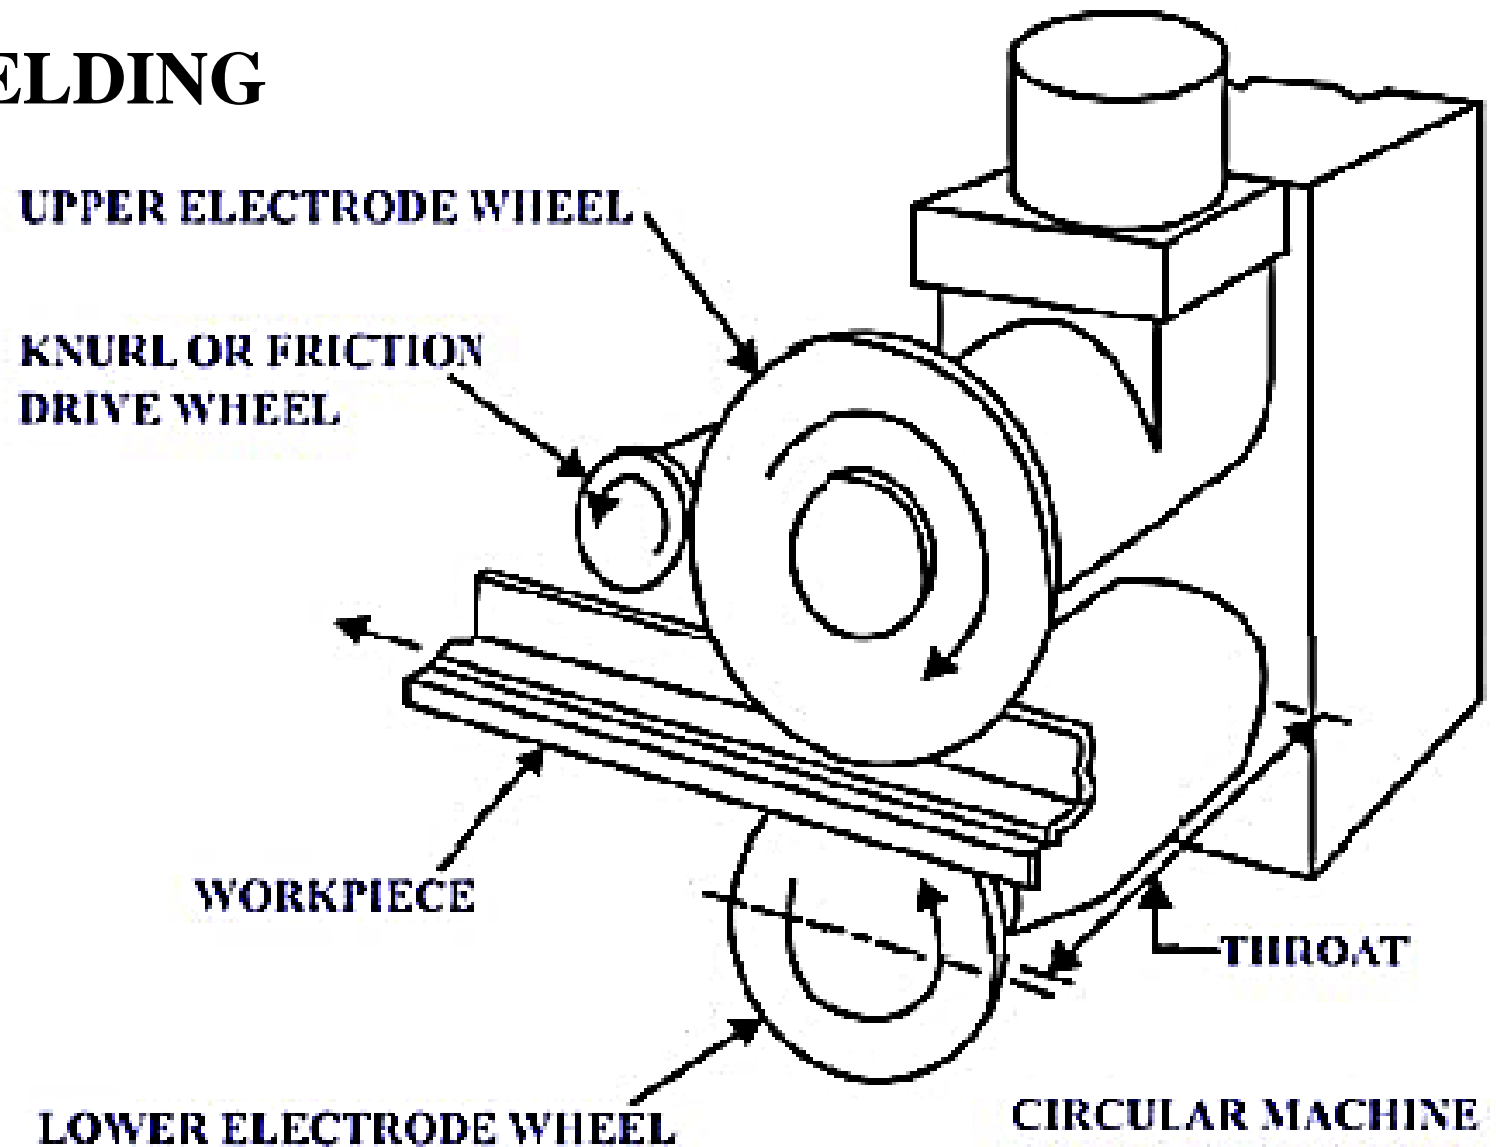 ELDING
UPPER ELECTRODE WHEEL
KNURL OR FRICTION
DRIVE WHEEL
WORKPIECE
THROAT
LOWER ELECTRODE WHEEL
CIRCULAR MACHINE